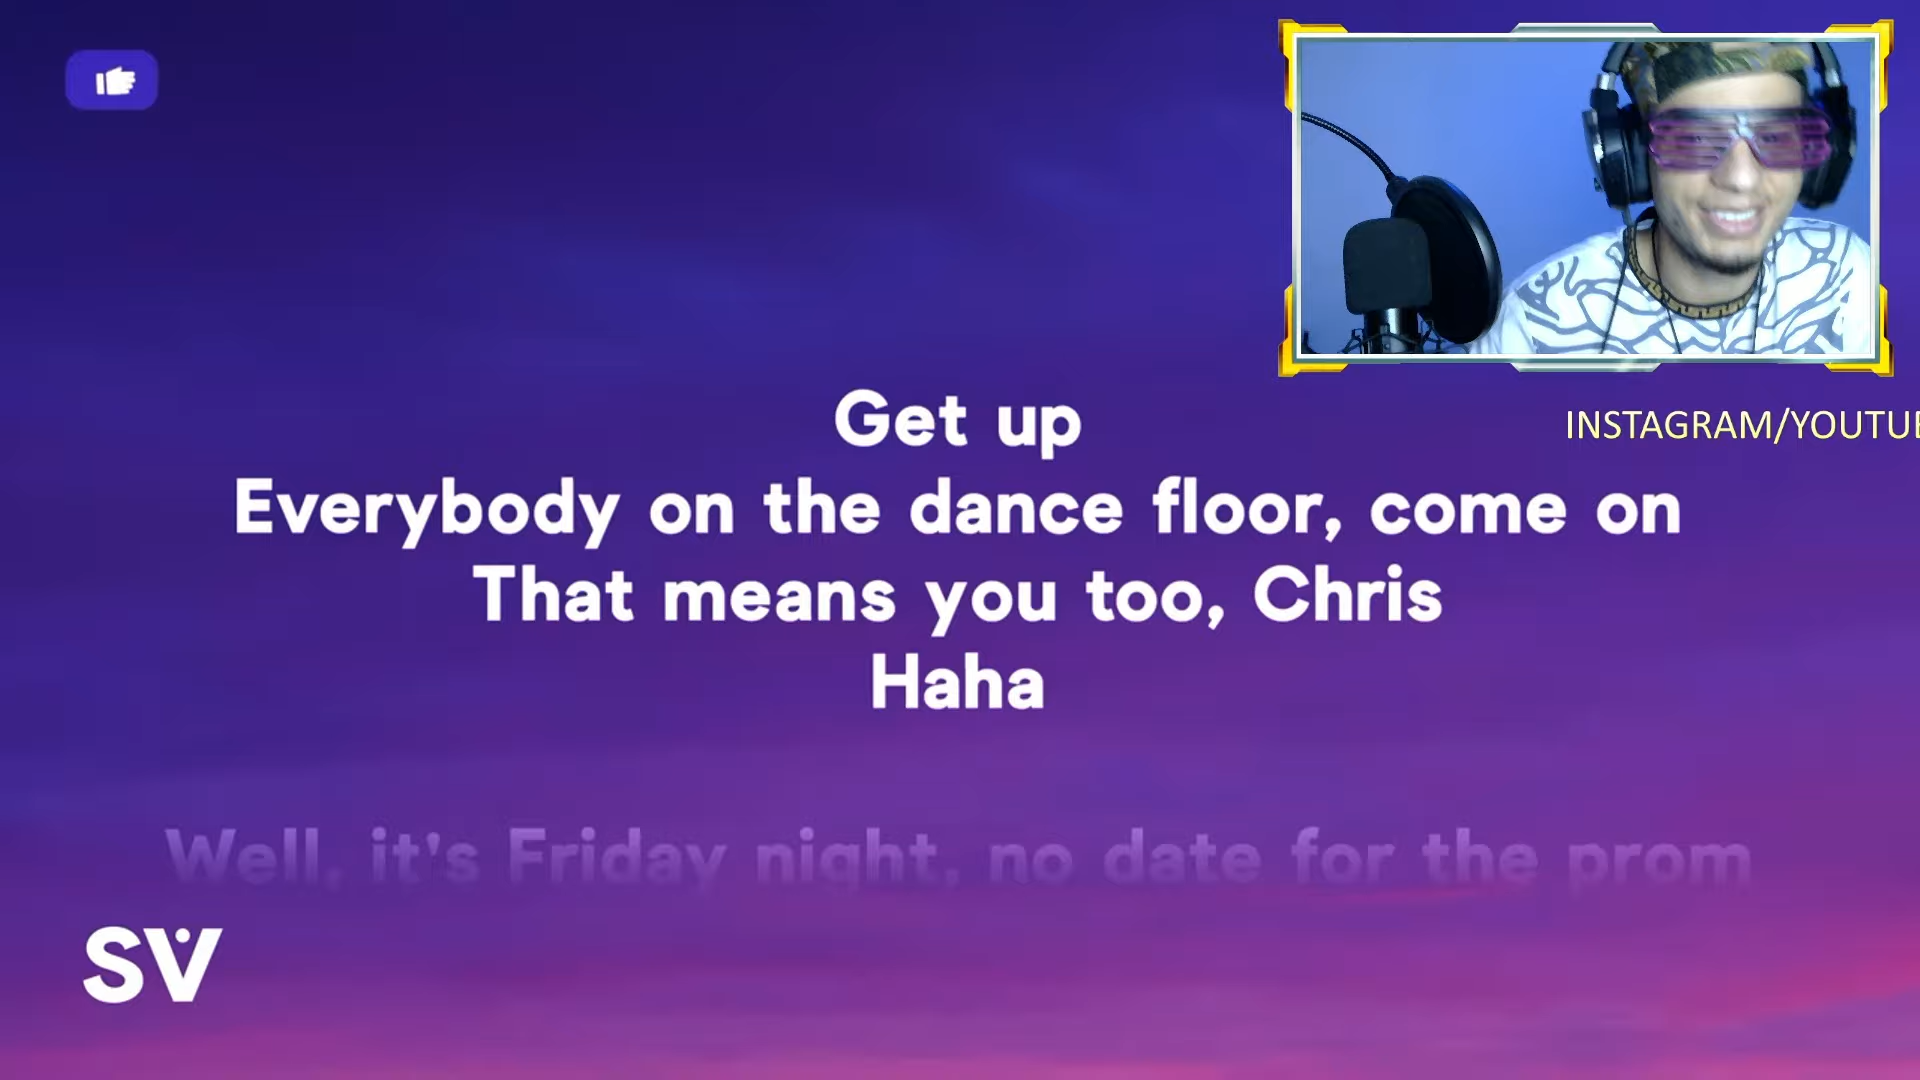 INSTAGRAM/YOUTUBE
Get up
Everybody on the dance floor, come on
That means you too, Chris
Haha
Well, it's Friday night, no date for the prom
SV